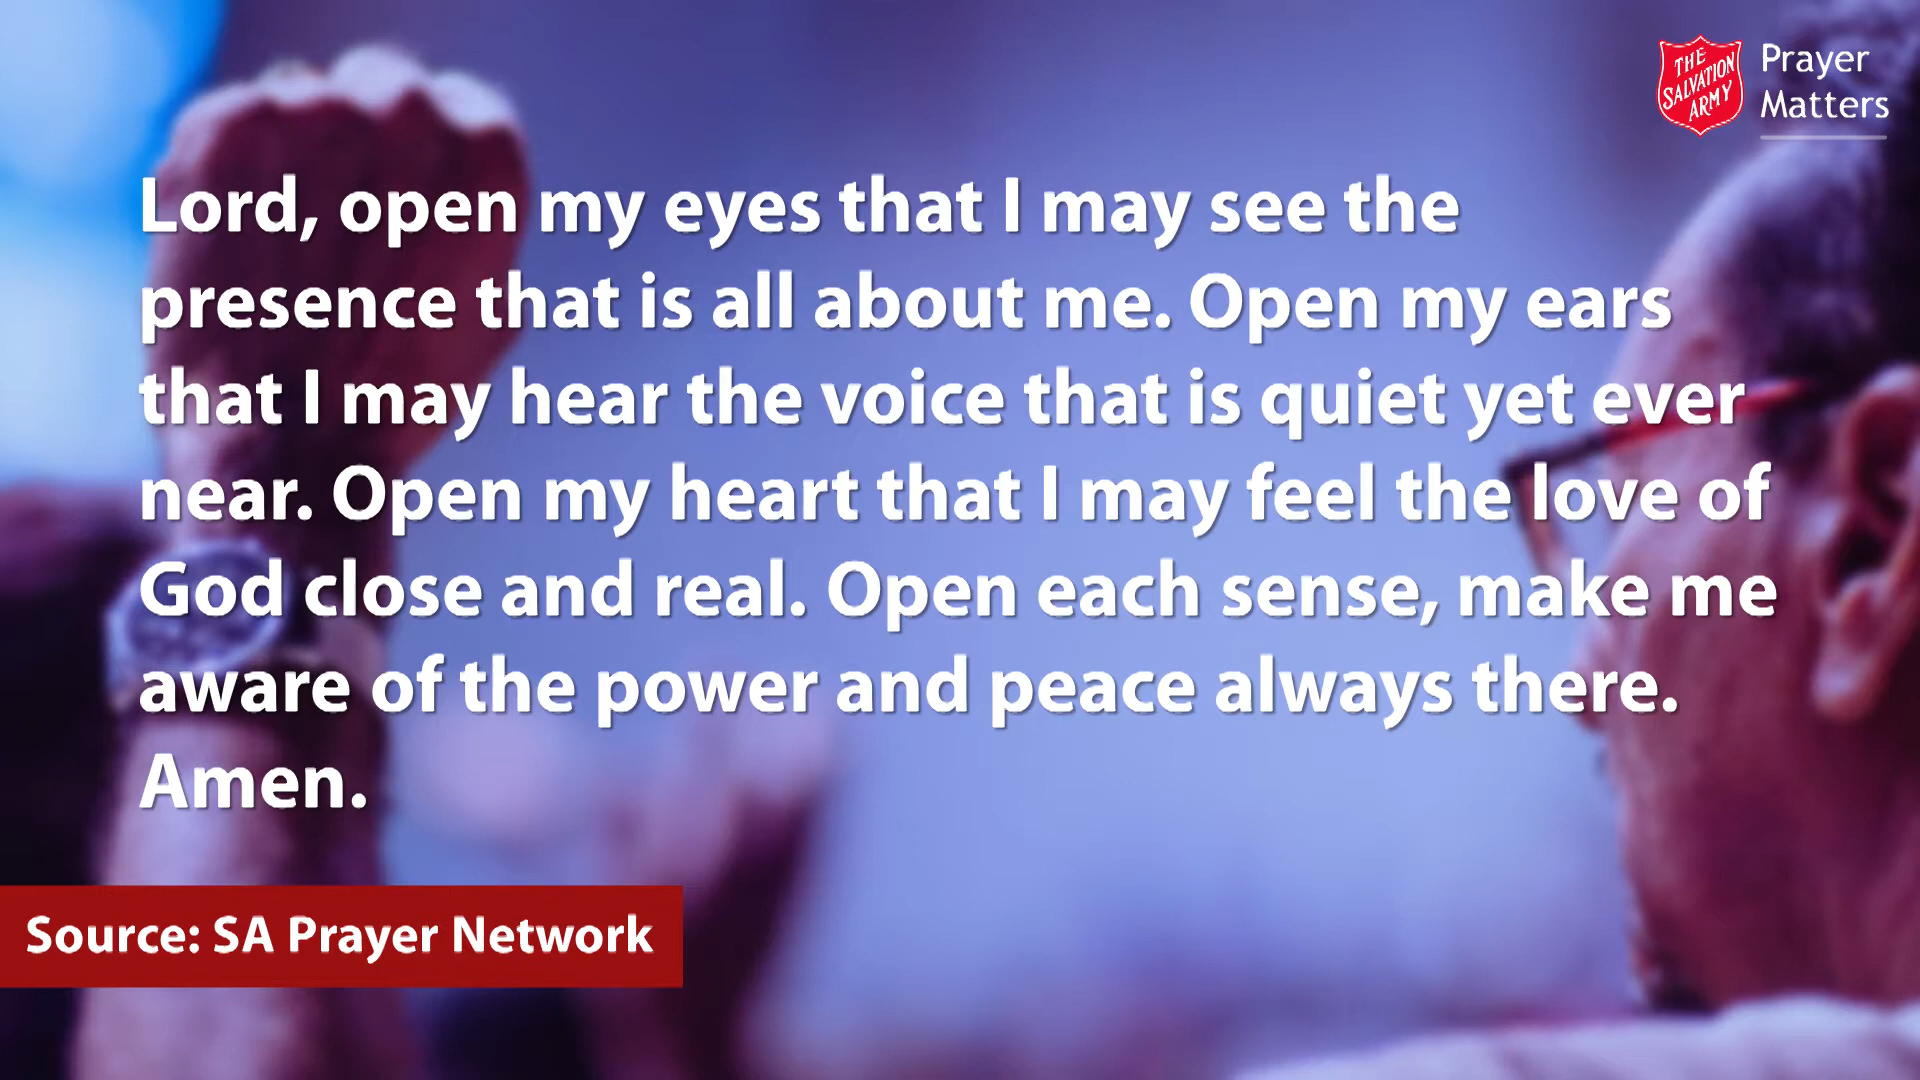 THE
SALVATION
ARMY
Prayer
Matters
Lord, open my eyes that I may see the
presence that is all about me. Open my ears
that I may hear the voice that is quiet yet ever
near. Open my heart that I may feel the love of
God close and real. Open each sense, make me
aware of the power and peace always there.
Amen.
Source: SA Prayer Network